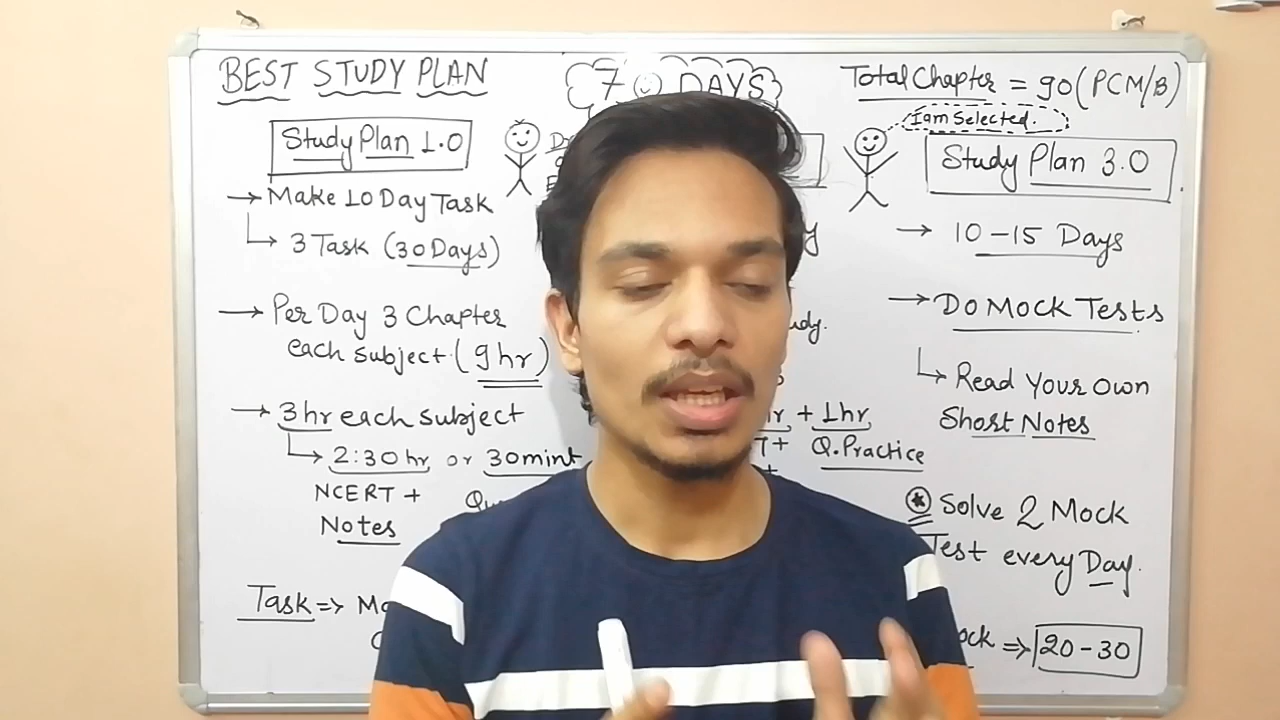 BEST STUDY PLAN
7 DAYS
Total Chapter = 90 (PCM/B)
I am Selected.
Study Plan 1.0
→ Make 10 Day Task
↳ 3 Task (30 Days)
→ Per Day 3 Chapter
each subject (9 hr)
→ 3 hr each subject
↳ 2:30 hr or 30 mint
NCERT +
Notes
Task ⇒
+ 1 hr
Q. Practice
Study Plan 3.0
→ 10 - 15 Days
→ Do Mock Tests
↳ Read Your Own
Short Notes
Solve 2 Mock
Test every Day.
⇒ 20 - 30